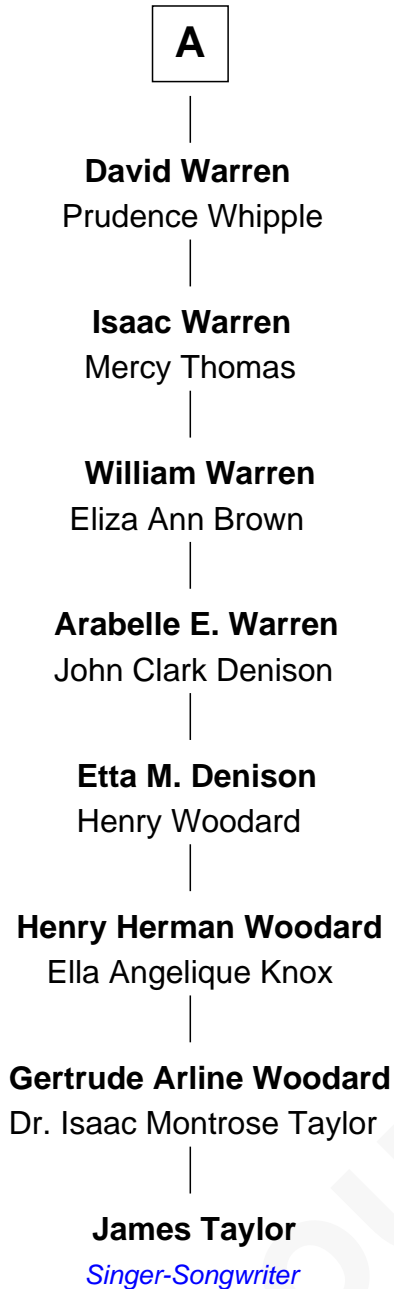 A
David Warren
Prudence Whipple
Isaac Warren
Mercy Thomas
William Warren
Eliza Ann Brown
Arabelle E. Warren
John Clark Denison
Etta M. Denison
Henry Woodard
Henry Herman Woodard
Ella Angelique Knox
Gertrude Arline Woodard
Dr. Isaac Montrose Taylor
James Taylor
Singer-Songwriter